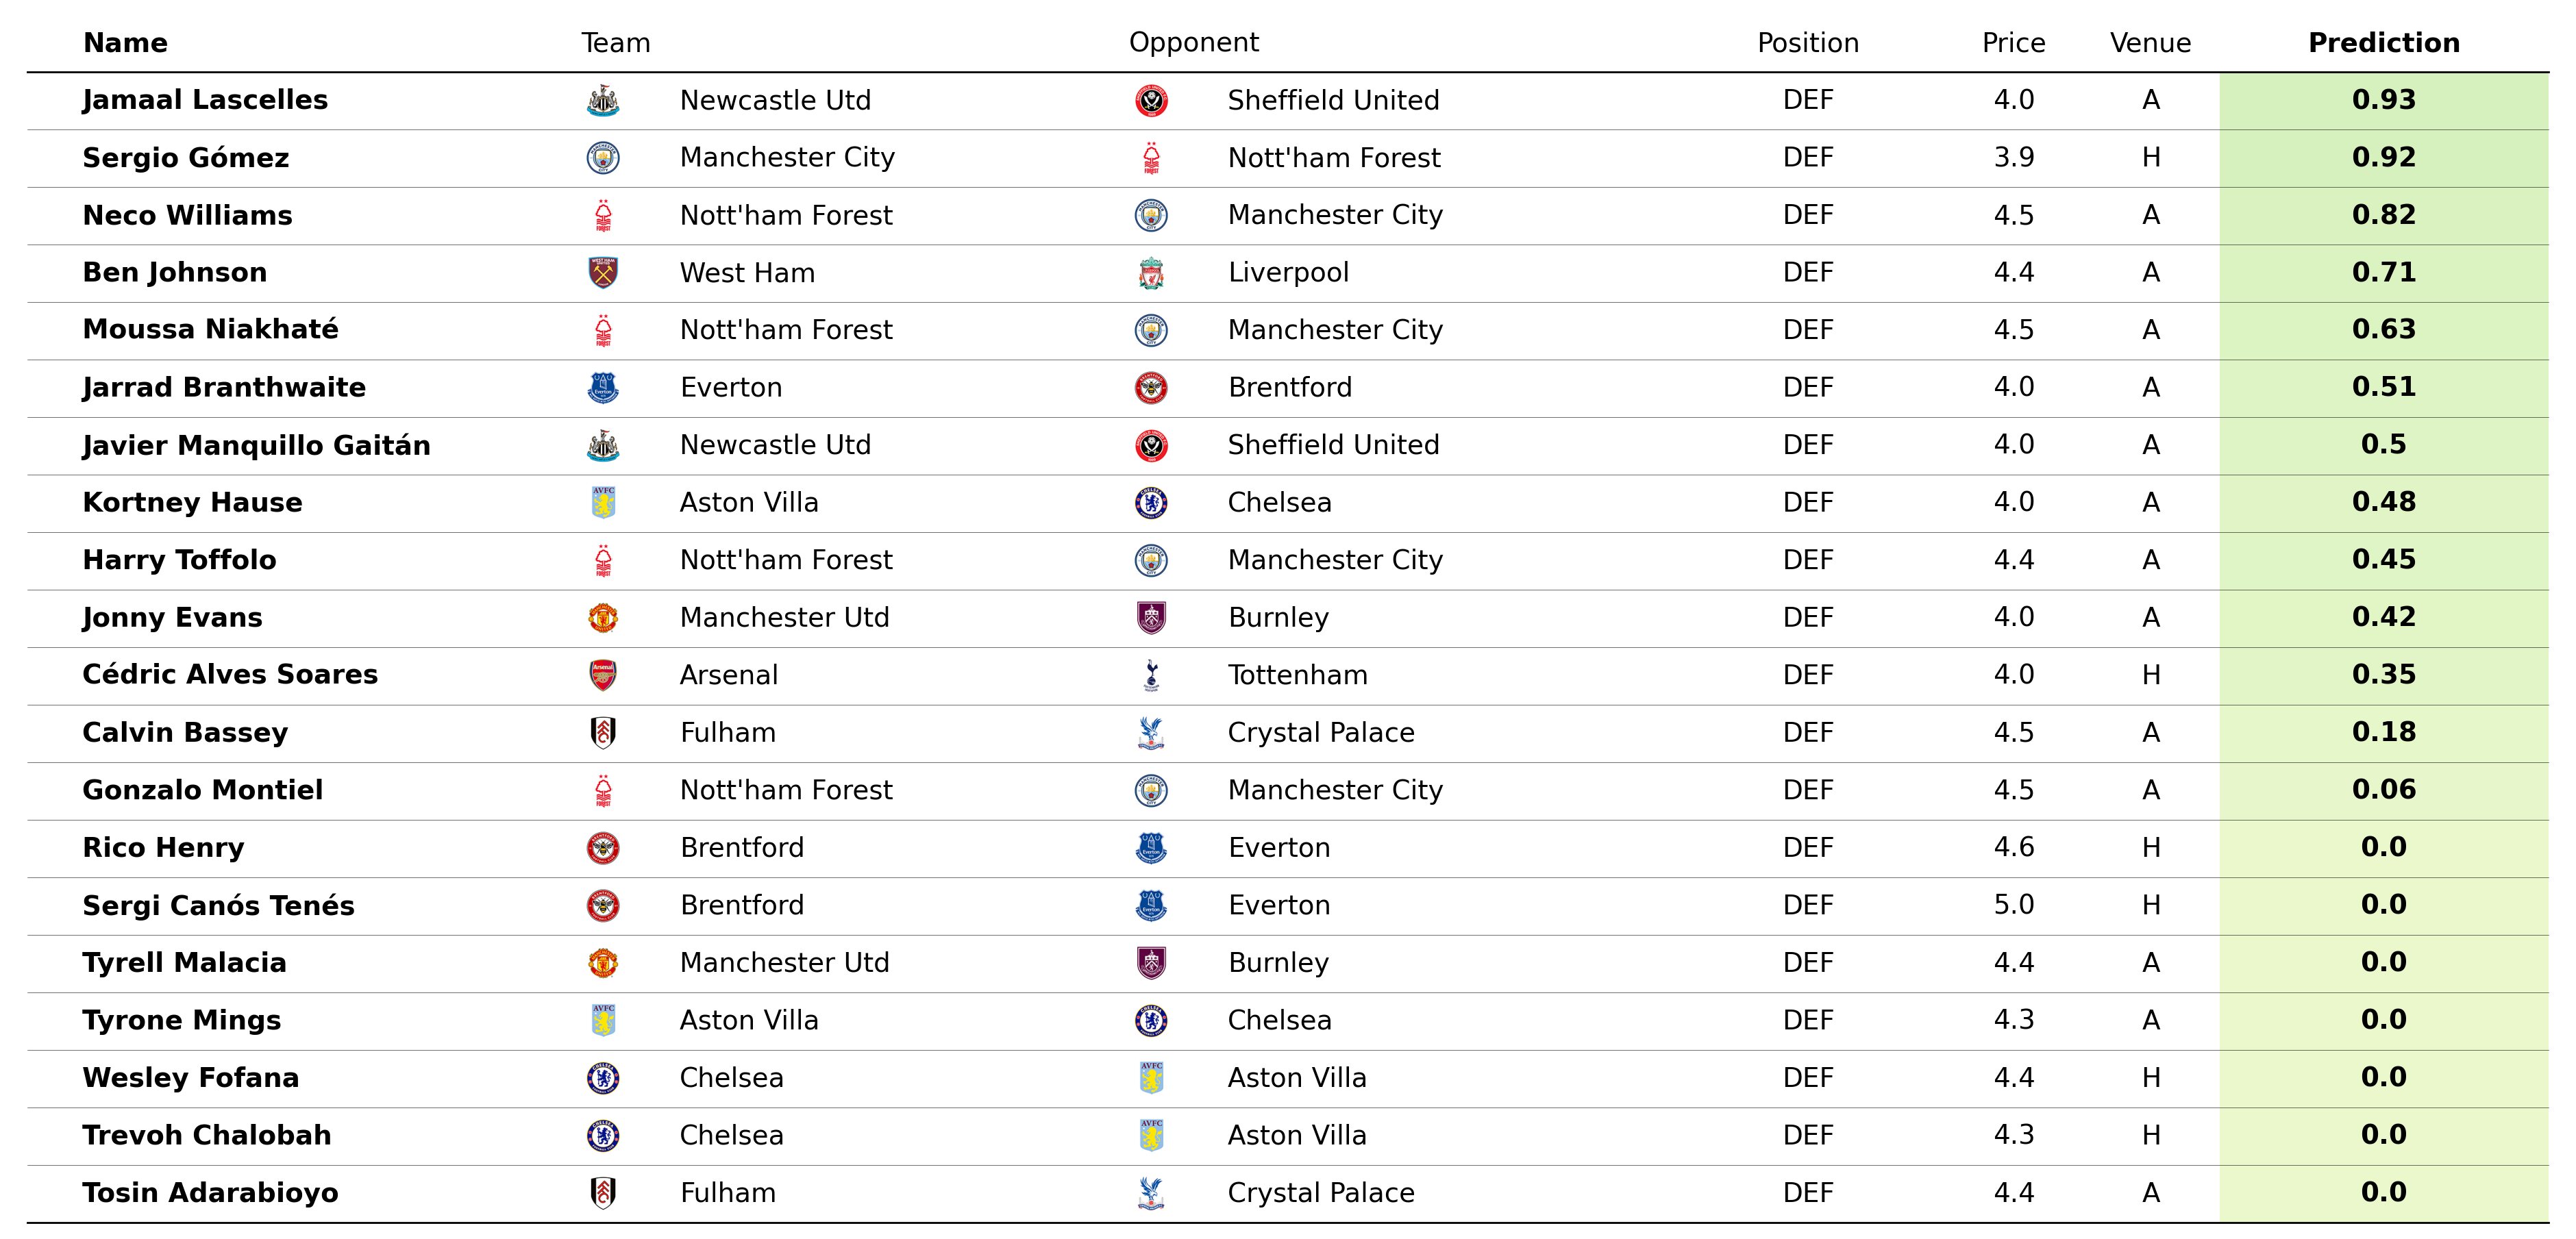 Name Team Opponent Position Price Venue Prediction
Jamaal Lascelles Newcastle Utd Sheffield United DEF 4.0 A 0.93
Sergio Gómez Manchester City Nott'ham Forest DEF 3.9 H 0.92
Neco Williams Nott'ham Forest Manchester City DEF 4.5 A 0.82
Ben Johnson West Ham Liverpool DEF 4.4 A 0.71
Moussa Niakhaté Nott'ham Forest Manchester City DEF 4.5 A 0.63
Jarrad Branthwaite Everton Brentford DEF 4.0 A 0.51
Javier Manquillo Gaitán Newcastle Utd Sheffield United DEF 4.0 A 0.5
Kortney Hause Aston Villa Chelsea DEF 4.0 A 0.48
Harry Toffolo Nott'ham Forest Manchester City DEF 4.4 A 0.45
Jonny Evans Manchester Utd Burnley DEF 4.0 A 0.42
Cédric Alves Soares Arsenal Tottenham DEF 4.0 H 0.35
Calvin Bassey Fulham Crystal Palace DEF 4.5 A 0.18
Gonzalo Montiel Nott'ham Forest Manchester City DEF 4.5 A 0.06
Rico Henry Brentford Everton DEF 4.6 H 0.0
Sergi Canós Tenés Brentford Everton DEF 5.0 H 0.0
Tyrell Malacia Manchester Utd Burnley DEF 4.4 A 0.0
Tyrone Mings Aston Villa Chelsea DEF 4.3 A 0.0
Wesley Fofana Chelsea Aston Villa DEF 4.4 H 0.0
Trevoh Chalobah Chelsea Aston Villa DEF 4.3 H 0.0
Tosin Adarabioyo Fulham Crystal Palace DEF 4.4 A 0.0